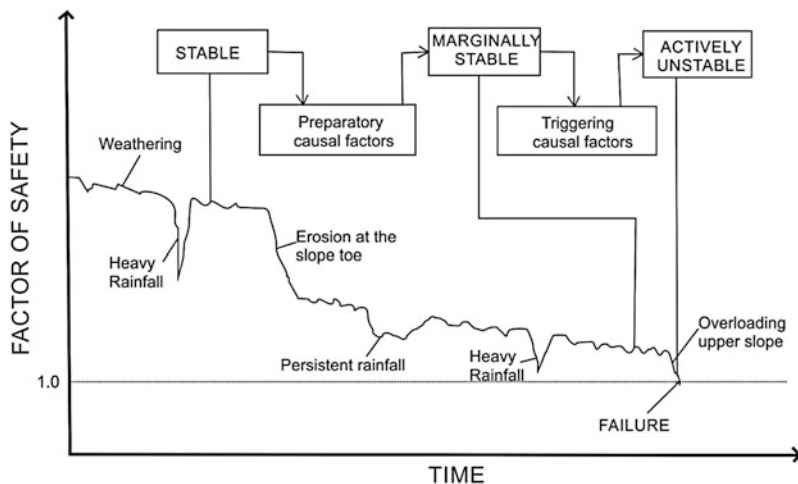 STABLE
MARGINALLY
STABLE
ACTIVELY
UNSTABLE
Preparatory
causal factors
Triggering
causal factors
Weathering
Heavy
Rainfall
Erosion at the
slope toe
Persistent rainfall
Heavy
Rainfall
Overloading
upper slope
1.0
FAILURE
FACTOR OF SAFETY
TIME